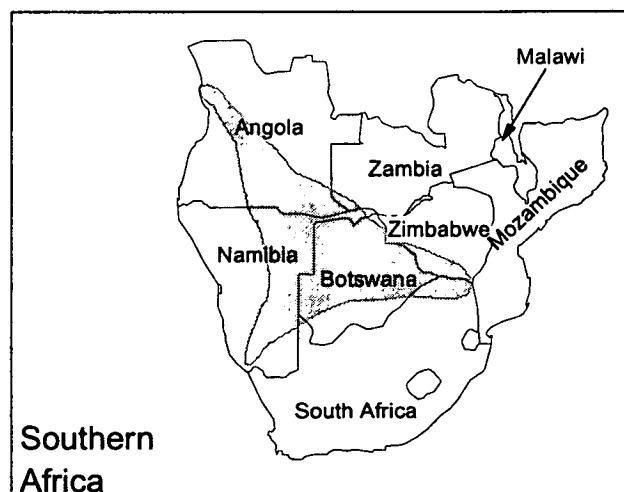 Malawi
Angola
Zambia
Mozambique
Zimbabwe
Namibia
Botswana
South Africa
Southern
Africa